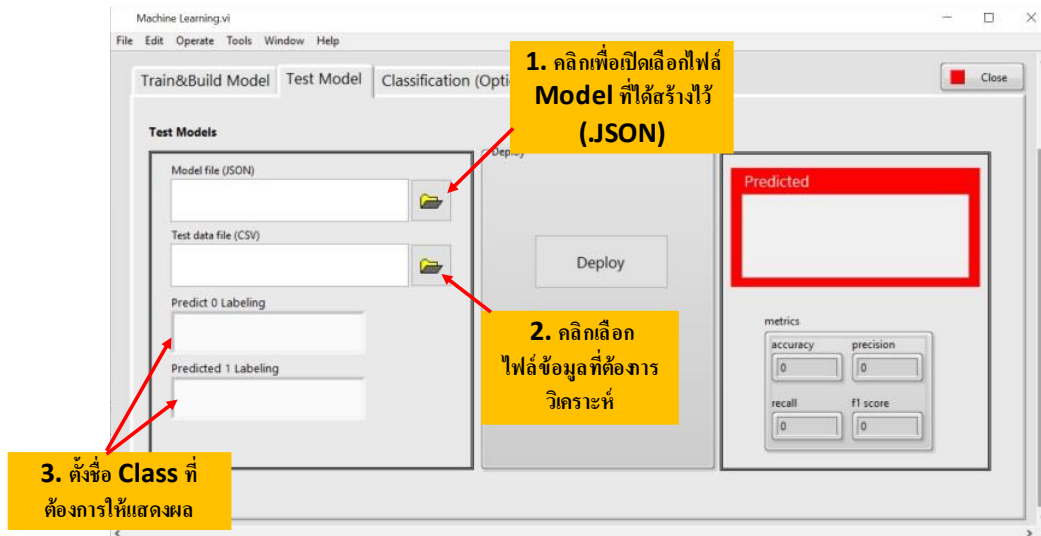 Machine Learning.vi
File Edit Operate Tools Window Help
Train&Build Model Test Model Classification (Opti
Close
1. คลิกเพื่อเปิดเลือกไฟล์
Model ที่ได้สร้างไว้
(.JSON)
Test Models
Model file (JSON)
Test data file (CSV)
Predict 0 Labeling
Predicted 1 Labeling
Deploy
Deploy
2. คลิกเลือก
ไฟล์ข้อมูลที่ต้องการ
วิเคราะห์
3. ตั้งชื่อ Class ที่
ต้องการให้แสดงผล
Predicted
metrics
accuracy precision
0 0
recall f1 score
0 0